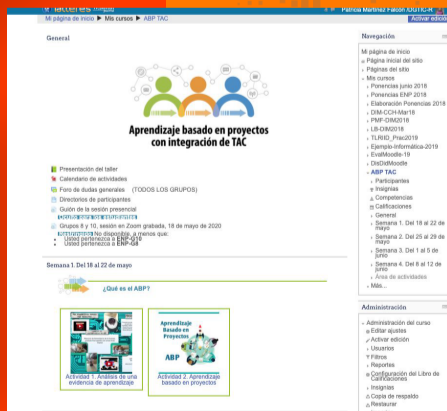 Talleres
Patricia Martínez Falcón /DGTIC-R
Mi página de inicio ▶ Mis cursos ▶ ABP TAC
Activar edición
General
Aprendizaje basado en proyectos
con integración de TAC
Presentación del taller
Calendario de actividades
Foro de dudas generales (TODOS LOS GRUPOS)
Directorios de participantes
Guión de la sesión presencial
Grupos 8 y 10, sesión en Zoom grabada, 18 de mayo de 2020
No disponible, a menos que:
Usted pertenezca a ENP-G10
Usted pertenezca a ENP-G8
Semana 1. Del 18 al 22 de mayo
¿Qué es el ABP?
Aprendizaje
Basado en
Proyectos
ABP
Actividad 1. Análisis de una
evidencia de aprendizaje
Actividad 2. Aprendizaje
basado en proyectos
Navegación
Mi página de inicio
Página inicial del sitio
Páginas del sitio
Mis cursos
Ponencias junio 2018
Ponencias ENP 2018
Elaboración Ponencias 2018
DIM-CCH-Mar18
PMF-DIM2018
LB-DIM2018
TLRIID_Prac2019
Ejemplo-Informática-2019
EvalMoodle-19
DisDidMoodle
ABP TAC
Participantes
Insignias
Competencias
Calificaciones
General
Semana 1. Del 18 al 22 de
mayo
Semana 2. Del 25 al 29 de
mayo
Semana 3. Del 1 al 5 de
junio
Semana 4. Del 8 al 12 de
junio
Área de actividades
Más...
Administración
Administración del curso
Editar ajustes
Activar edición
Usuarios
Filtros
Reportes
Configuración del Libro de
Calificaciones
Insignias
Copia de respaldo
Restaurar